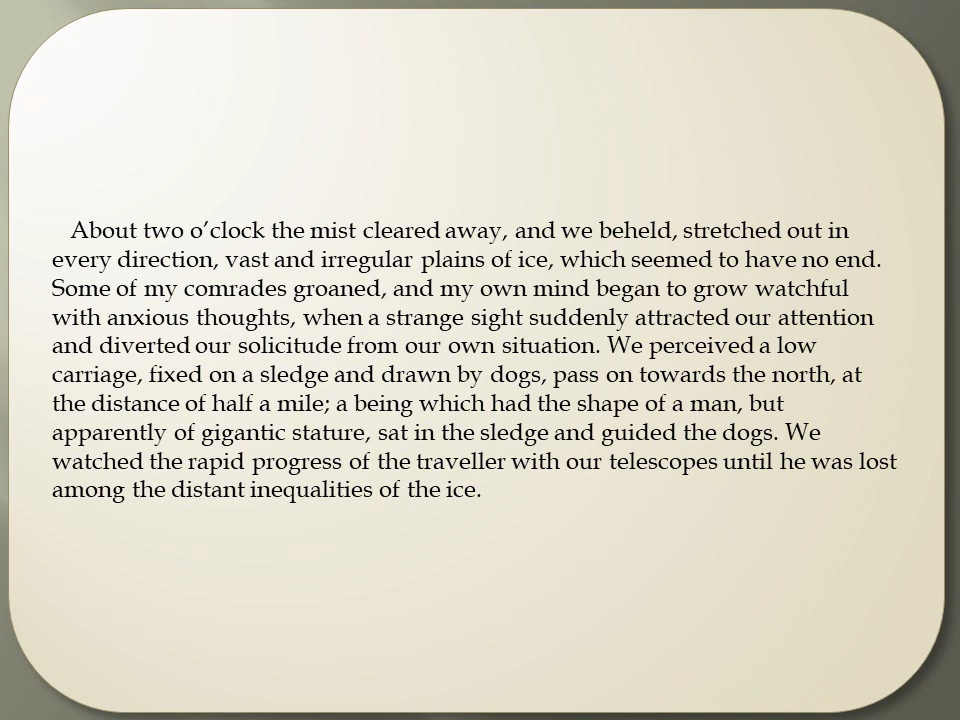 About two o’clock the mist cleared away, and we beheld, stretched out in
every direction, vast and irregular plains of ice, which seemed to have no end.
Some of my comrades groaned, and my own mind began to grow watchful
with anxious thoughts, when a strange sight suddenly attracted our attention
and diverted our solicitude from our own situation. We perceived a low
carriage, fixed on a sledge and drawn by dogs, pass on towards the north, at
the distance of half a mile; a being which had the shape of a man, but
apparently of gigantic stature, sat in the sledge and guided the dogs. We
watched the rapid progress of the traveller with our telescopes until he was lost
among the distant inequalities of the ice.